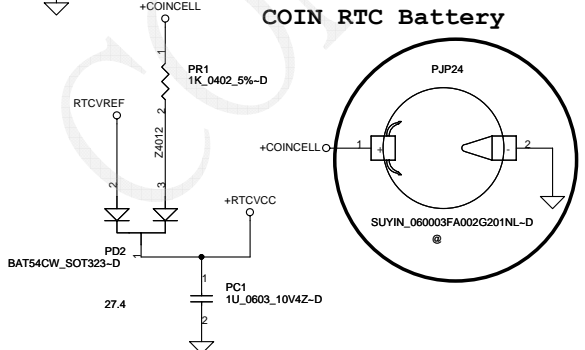 COIN RTC Battery
+COINCELL
1
PR1
1K_0402_5%~D
2
Z4012
RTCVREF
2
3
PD2
BAT54CW_SOT323~D
1
+RTCVCC
1
PC1
1U_0603_10V4Z~D
2
27.4
PJP24
+COINCELL
1
+
-
2
SUYIN_060003FA002G201NL~D
@